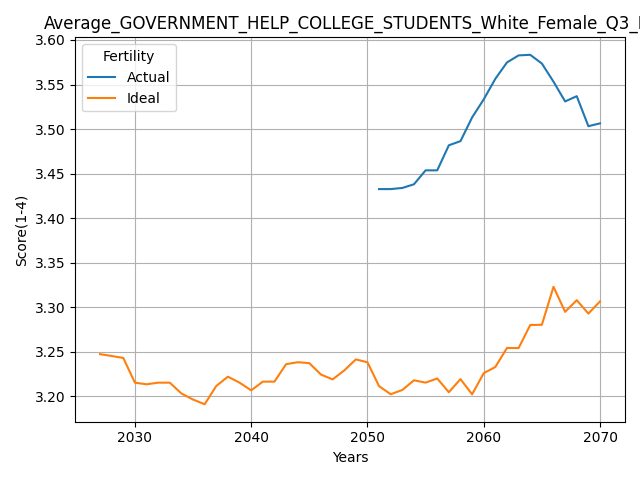 Average_GOVERNMENT_HELP_COLLEGE_STUDENTS_White_Female_Q3_
Fertility
Actual
Ideal
Score(1-4)
3.60
3.55
3.50
3.45
3.40
3.35
3.30
3.25
3.20
2030 2040 2050 2060 2070
Years